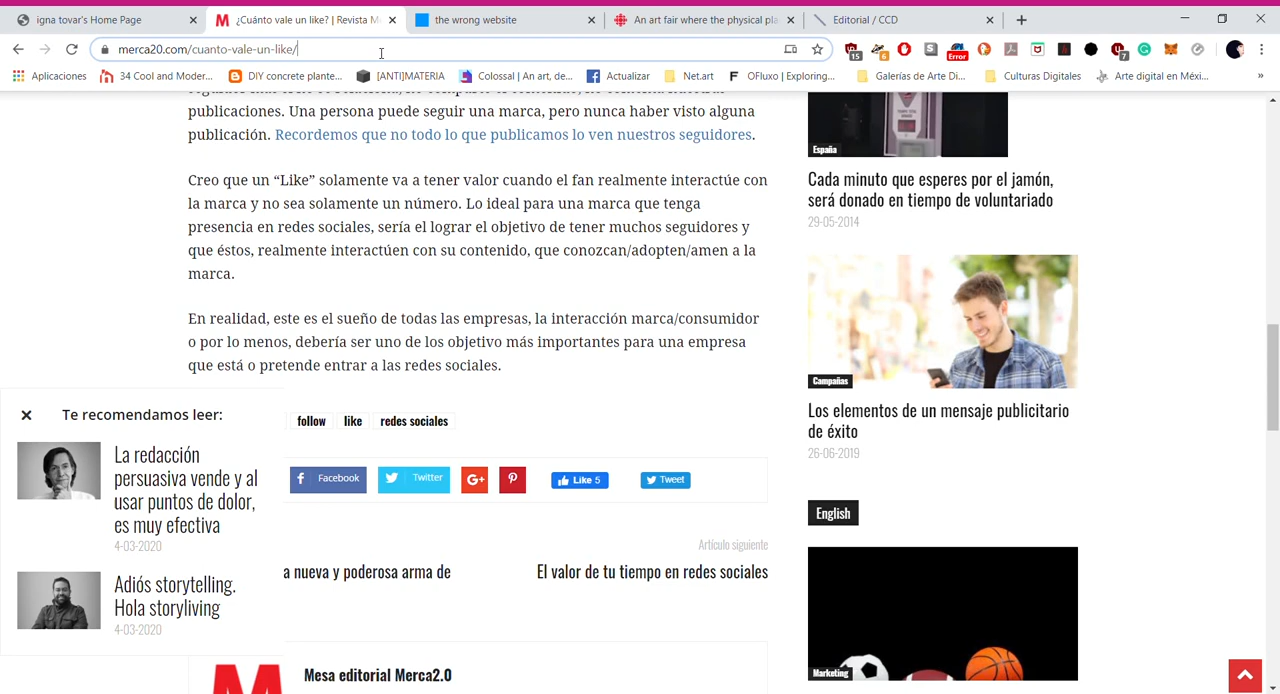 igna tovar's Home Page
¿Cuánto vale un like? | Revista M
the wrong website
An art fair where the physical pla
Editorial / CCD
merca20.com/cuanto-vale-un-like/
15
6
Error
7
Aplicaciones
34 Cool and Moder...
DIY concrete plante...
[ANTI]MATERIA
Colossal | An art, de...
Actualizar
Net.art
OFluxo | Exploring...
Galerías de Arte Di...
Culturas Digitales
Arte digital en Méxi...
»
publicaciones. Una persona puede seguir una marca, pero nunca haber visto alguna
publicación. Recordemos que no todo lo que publicamos lo ven nuestros seguidores.
Creo que un “Like” solamente va a tener valor cuando el fan realmente interactúe con
la marca y no sea solamente un número. Lo ideal para una marca que tenga
presencia en redes sociales, sería el lograr el objetivo de tener muchos seguidores y
que éstos, realmente interactúen con su contenido, que conozcan/adopten/amen a la
marca.
En realidad, este es el sueño de todas las empresas, la interacción marca/consumidor
o por lo menos, debería ser uno de los objetivo más importantes para una empresa
que está o pretende entrar a las redes sociales.
follow
like
redes sociales
Facebook
Twitter
G+
Like 5
Tweet
Artículo siguiente
a nueva y poderosa arma de
El valor de tu tiempo en redes sociales
Mesa editorial Merca2.0
Te recomendamos leer:
La redacción
persuasiva vende y al
usar puntos de dolor,
es muy efectiva
4-03-2020
Adiós storytelling.
Hola storyliving
4-03-2020
España
Cada minuto que esperes por el jamón,
será donado en tiempo de voluntariado
29-05-2014
Campañas
Los elementos de un mensaje publicitario
de éxito
26-06-2019
English
Marketing